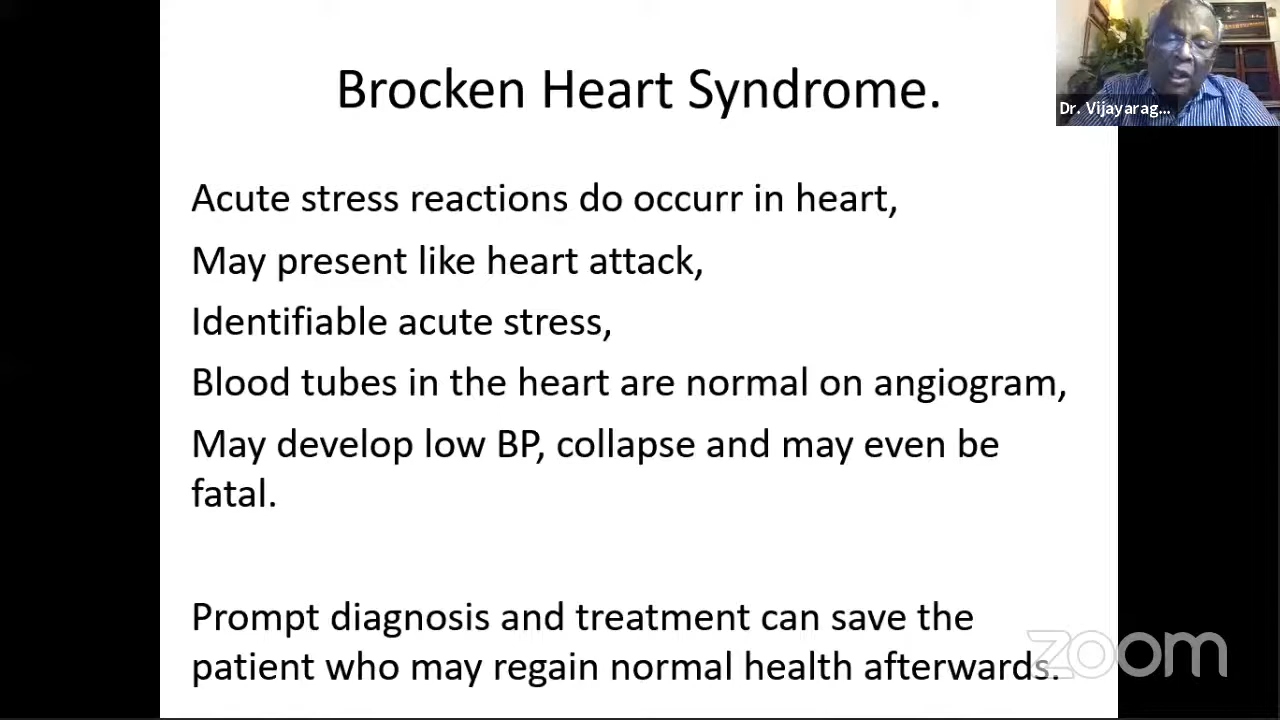 Brocken Heart Syndrome.
Dr. Vijayarag...
Acute stress reactions do occurr in heart,
May present like heart attack,
Identifiable acute stress,
Blood tubes in the heart are normal on angiogram,
May develop low BP, collapse and may even be
fatal.
Prompt diagnosis and treatment can save the
patient who may regain normal health afterwards.
zoom